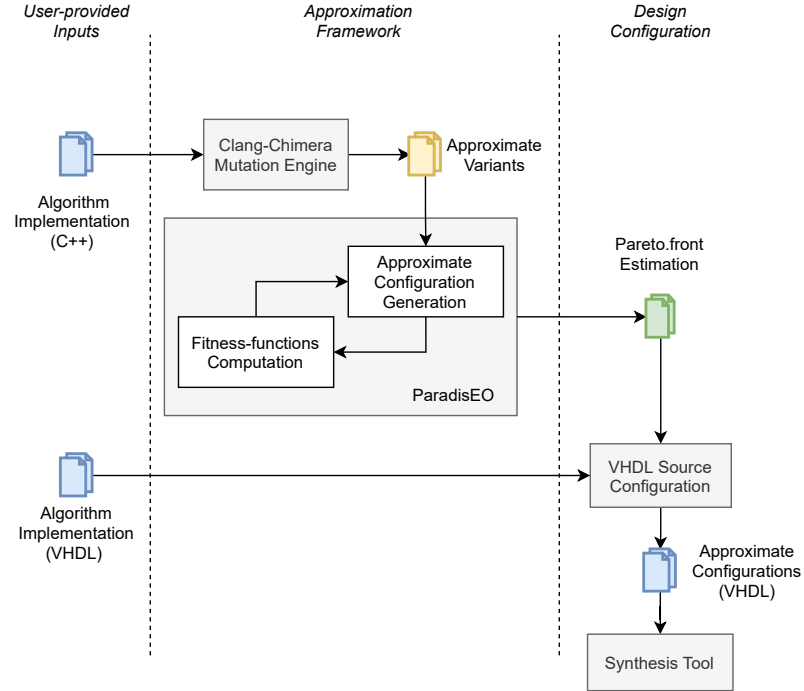 User-provided
Inputs
Approximation
Framework
Design
Configuration
Clang-Chimera
Mutation Engine
Approximate
Variants
Algorithm
Implementation
(C++)
Approximate
Configuration
Generation
Pareto.front
Estimation
Fitness-functions
Computation
ParadisEO
VHDL Source
Configuration
Algorithm
Implementation
(VHDL)
Approximate
Configurations
(VHDL)
Synthesis Tool